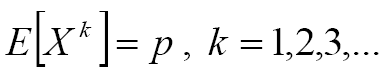 E[X^k] = p , k = 1,2,3,...